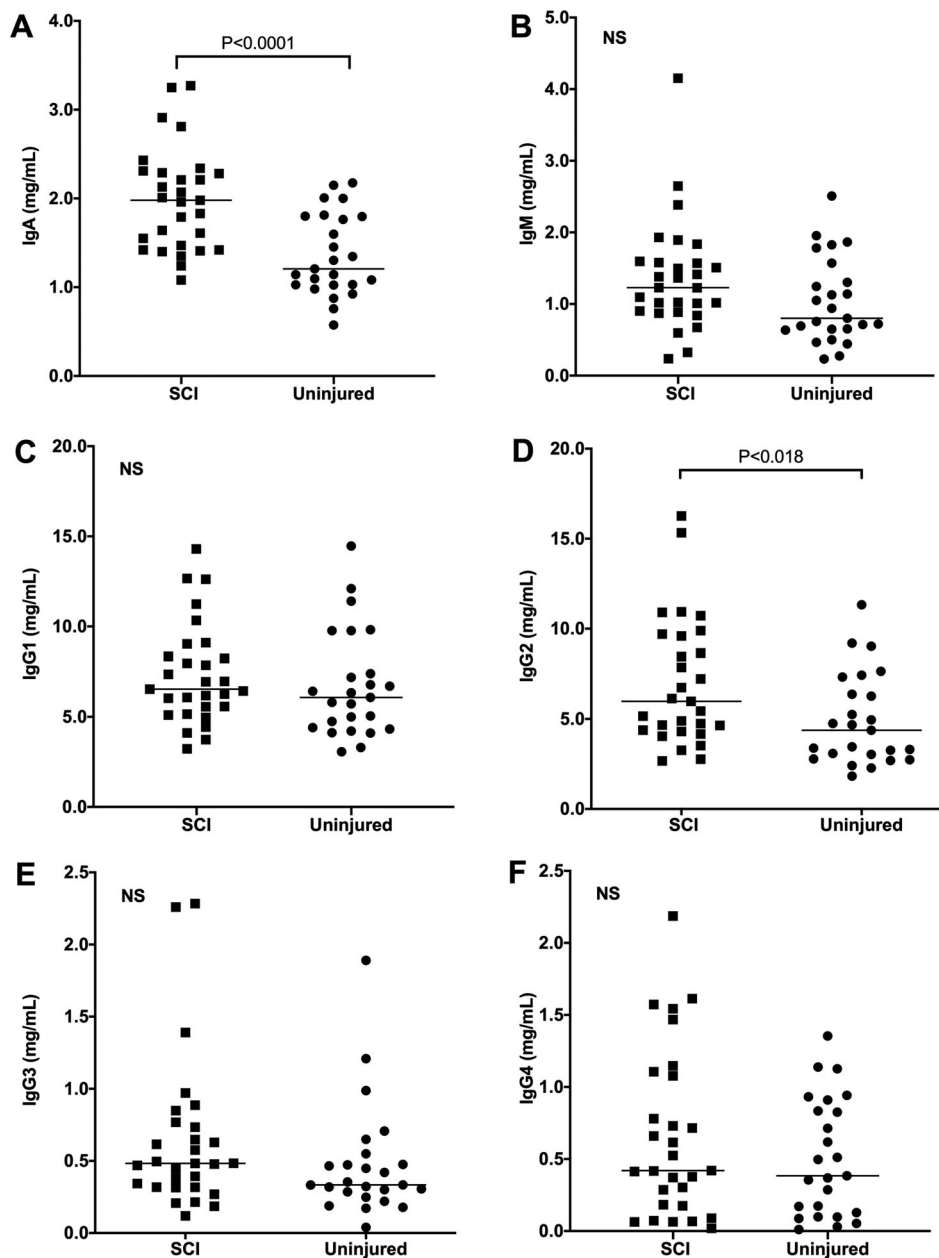 A
P<0.0001
4.0
3.0
2.0
1.0
0.0
IgA (mg/mL)
SCI
Uninjured
B
NS
5.0
4.0
3.0
2.0
1.0
0.0
IgM (mg/mL)
SCI
Uninjured
C
NS
20.0
15.0
10.0
5.0
0.0
IgG1 (mg/mL)
SCI
Uninjured
D
P<0.018
20.0
15.0
10.0
5.0
0.0
IgG2 (mg/mL)
SCI
Uninjured
E
NS
2.5
2.0
1.5
1.0
0.5
0.0
IgG3 (mg/mL)
SCI
Uninjured
F
NS
2.5
2.0
1.5
1.0
0.5
0.0
IgG4 (mg/mL)
SCI
Uninjured